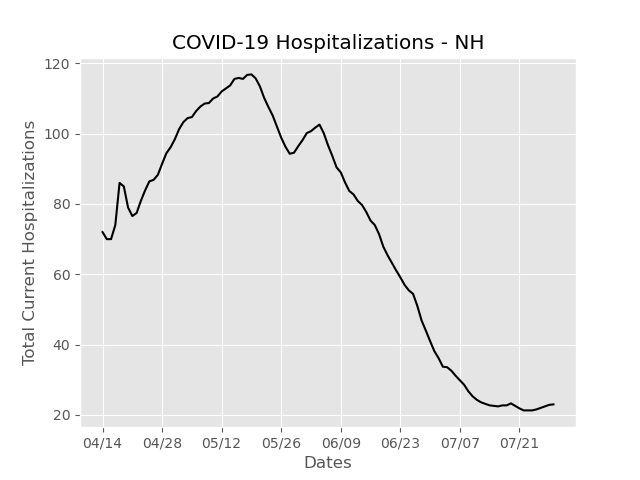 COVID-19 Hospitalizations - NH
120
100
80
60
40
20
Total Current Hospitalizations
04/14 04/28 05/12 05/26 06/09 06/23 07/07 07/21
Dates